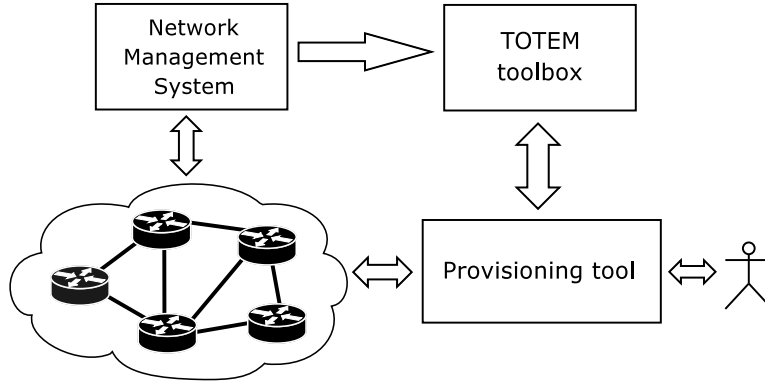 Network
Management
System
TOTEM
toolbox
Provisioning tool